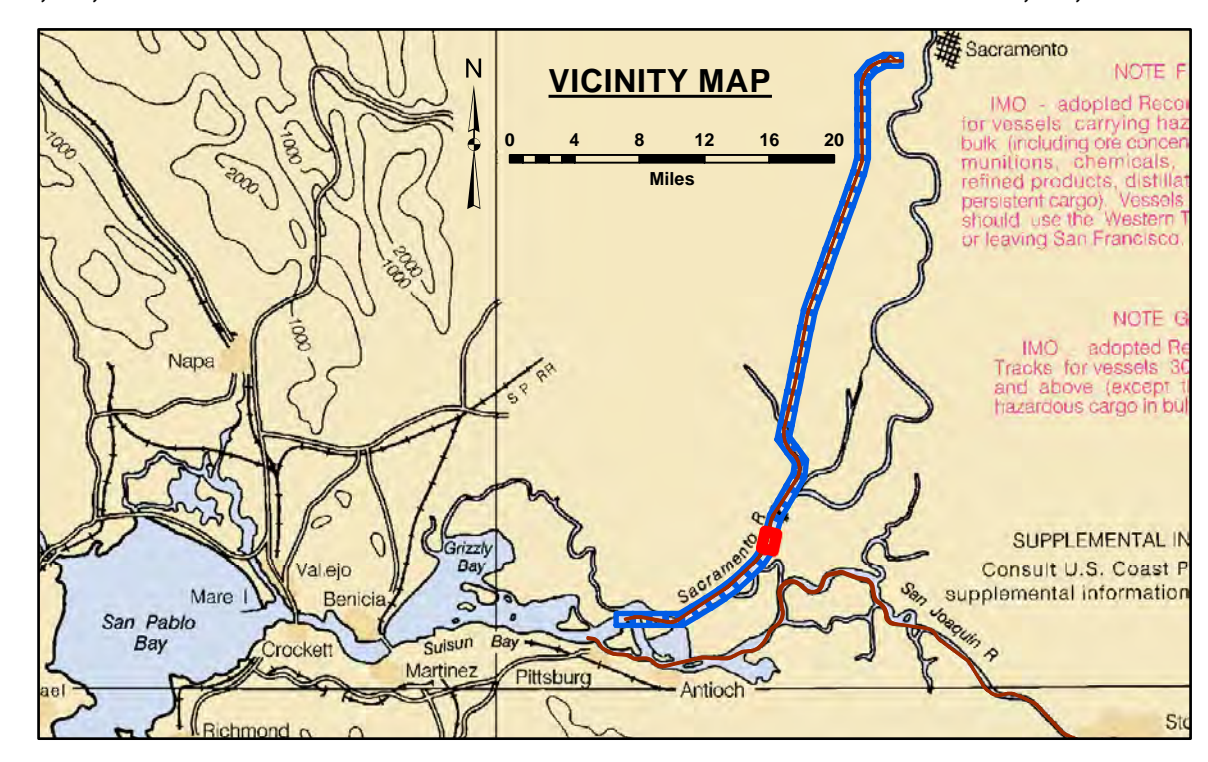 VICINITY MAP
N
0 4 8 12 16 20
Miles
Sacramento
NOTE F
IMO - adopted Recor
for vessels carrying haz
bulk (including ore concen
munitions, chemicals,
refined products, distillat
persistent cargo). Vessels
should use the Western T
or leaving San Francisco.
NOTE G
IMO - adopted Re
Tracks for vessels 30
and above (except t
hazardous cargo in bul
1000
1000
2000
2000
1000
1000
Napa
S P RR
Sacramento R
Grizzly
Bay
SUPPLEMENTAL IN
Consult U.S. Coast P
supplemental information
Vallejo
Mare I
Benicia
San Pablo
Bay
San Joaquin R
Crockett
Suisun Bay
Martinez
Pittsburg
Antioch
ael
Richmond
Sto